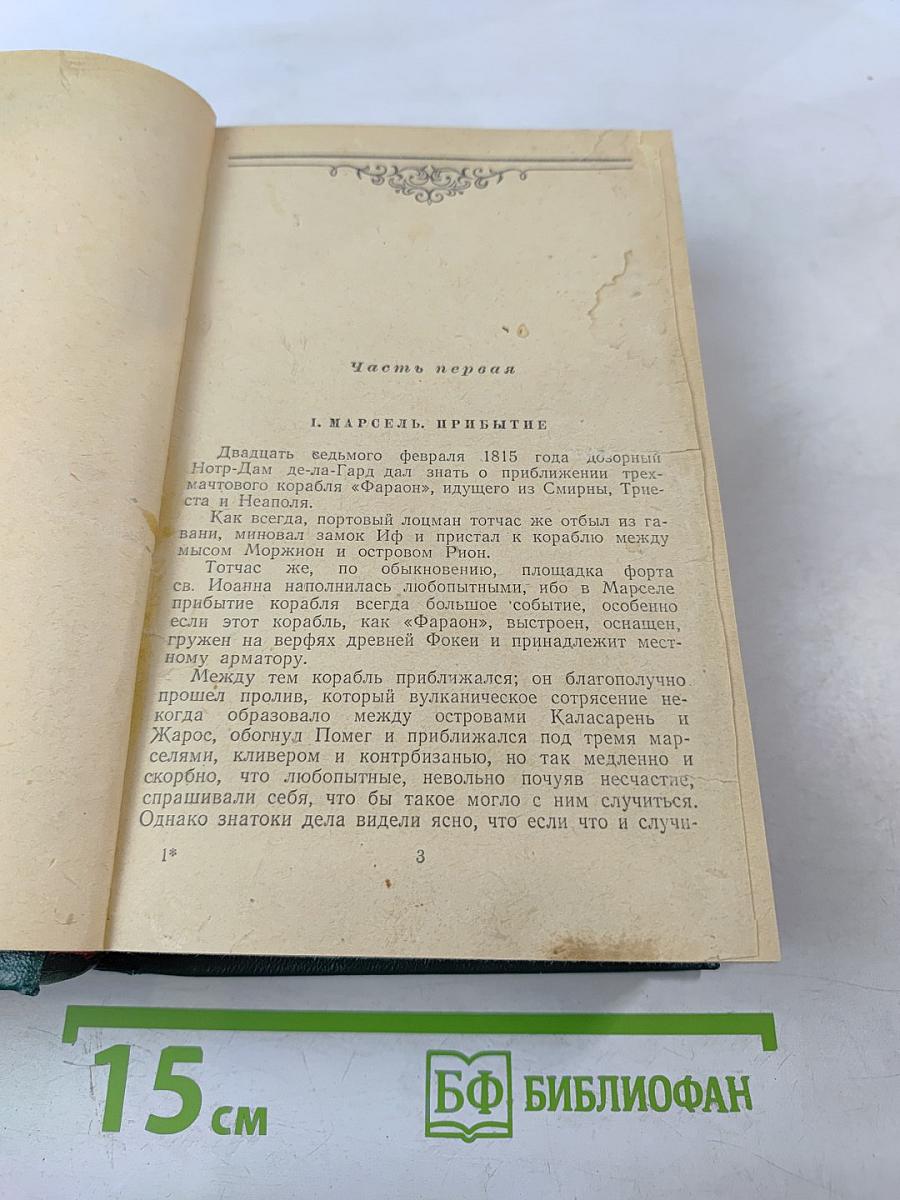 Часть первая
I. МАРСЕЛЬ. ПРИБЫТИЕ
Двадцать седьмого февраля 1815 года дозорный
Нотр-Дам де-ла-Гард дал знать о приближении трех-
мачтового корабля «Фараон», идущего из Смирны, Трие-
ста и Неаполя.
Как всегда, портовый лоцман тотчас же отбыл из га-
вани, миновал замок Иф и пристал к кораблю между
мысом Моржион и островом Рион.
Тотчас же, по обыкновению, площадка форта
св. Иоанна наполнилась любопытными, ибо в Марселе
прибытие корабля всегда большое событие, особенно
если этот корабль, как «Фараон», выстроен, оснащен,
гружен на верфях древней Фокеи и принадлежит мест-
ному арматору.
Между тем корабль приближался; он благополучно
прошел пролив, который вулканическое сотрясение не-
когда образовало между островами Каласарень и
Жарос, обогнул Помег и приближался под тремя мар-
селями, кливером и контрбизанью, но так медленно и
скорбно, что любопытные, невольно почуяв несчастие,
спрашивали себя, что бы такое могло с ним случиться.
Однако знатоки дела видели ясно, что если что и случи-
1* 3
15 см БФ БИБЛИОФАН